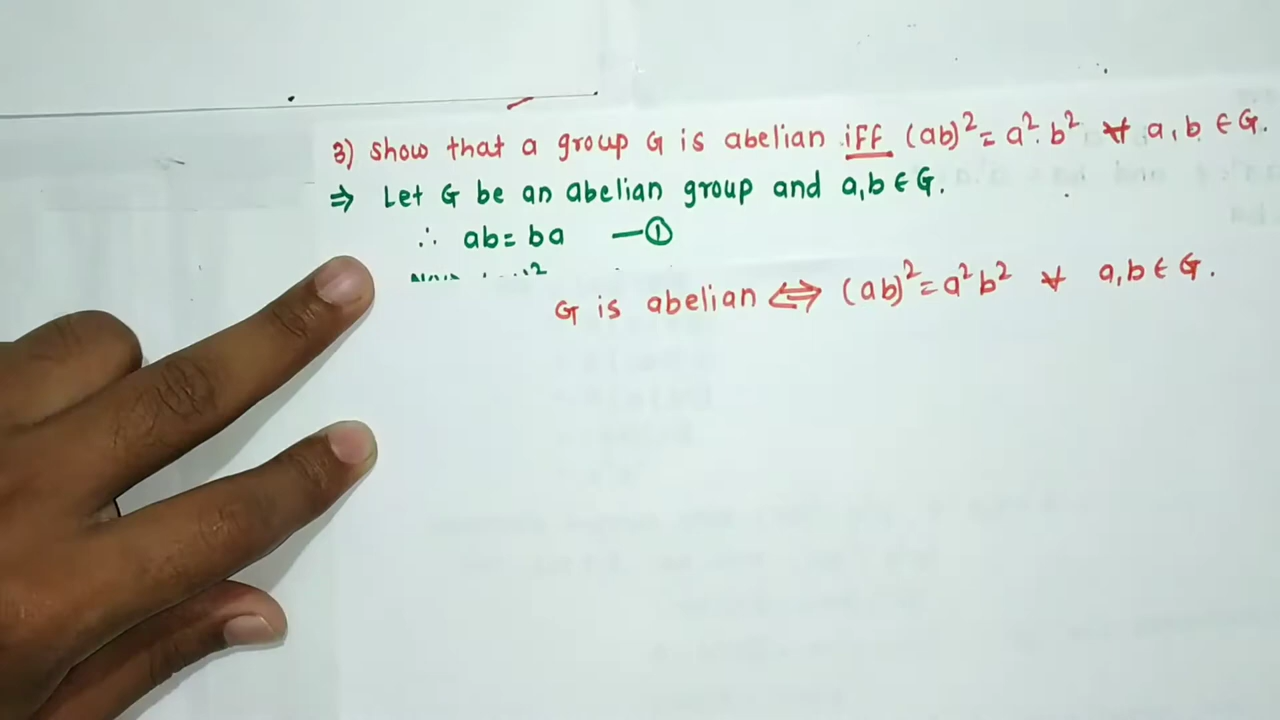 3) show that a group G is abelian iFF (ab)² = a²·b² ∀ a, b ∈ G.
⇒ Let G be an abelian group and a, b ∈ G.
∴ ab = ba —①
G is abelian ⇔ (ab)² = a²b² ∀ a, b ∈ G.